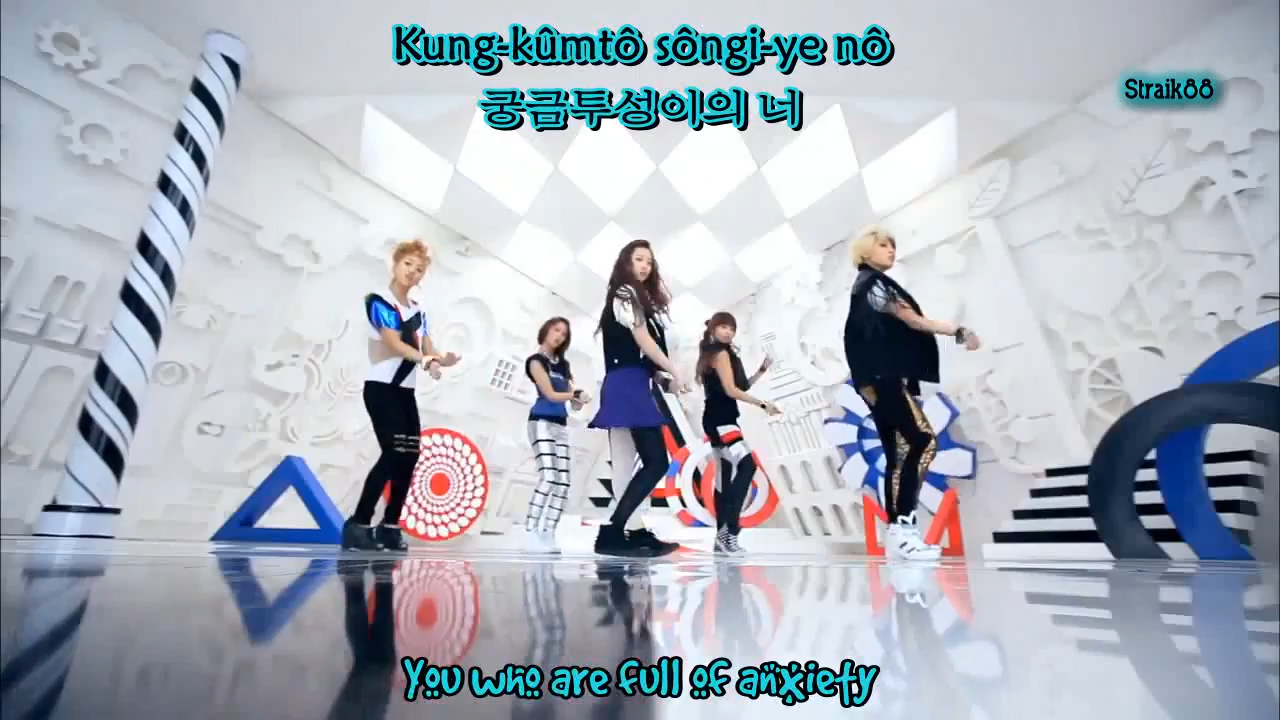 Kung-kûmtô sôngi-ye nô
궁금투성이의 너
Straik88
You who are full of anxiety